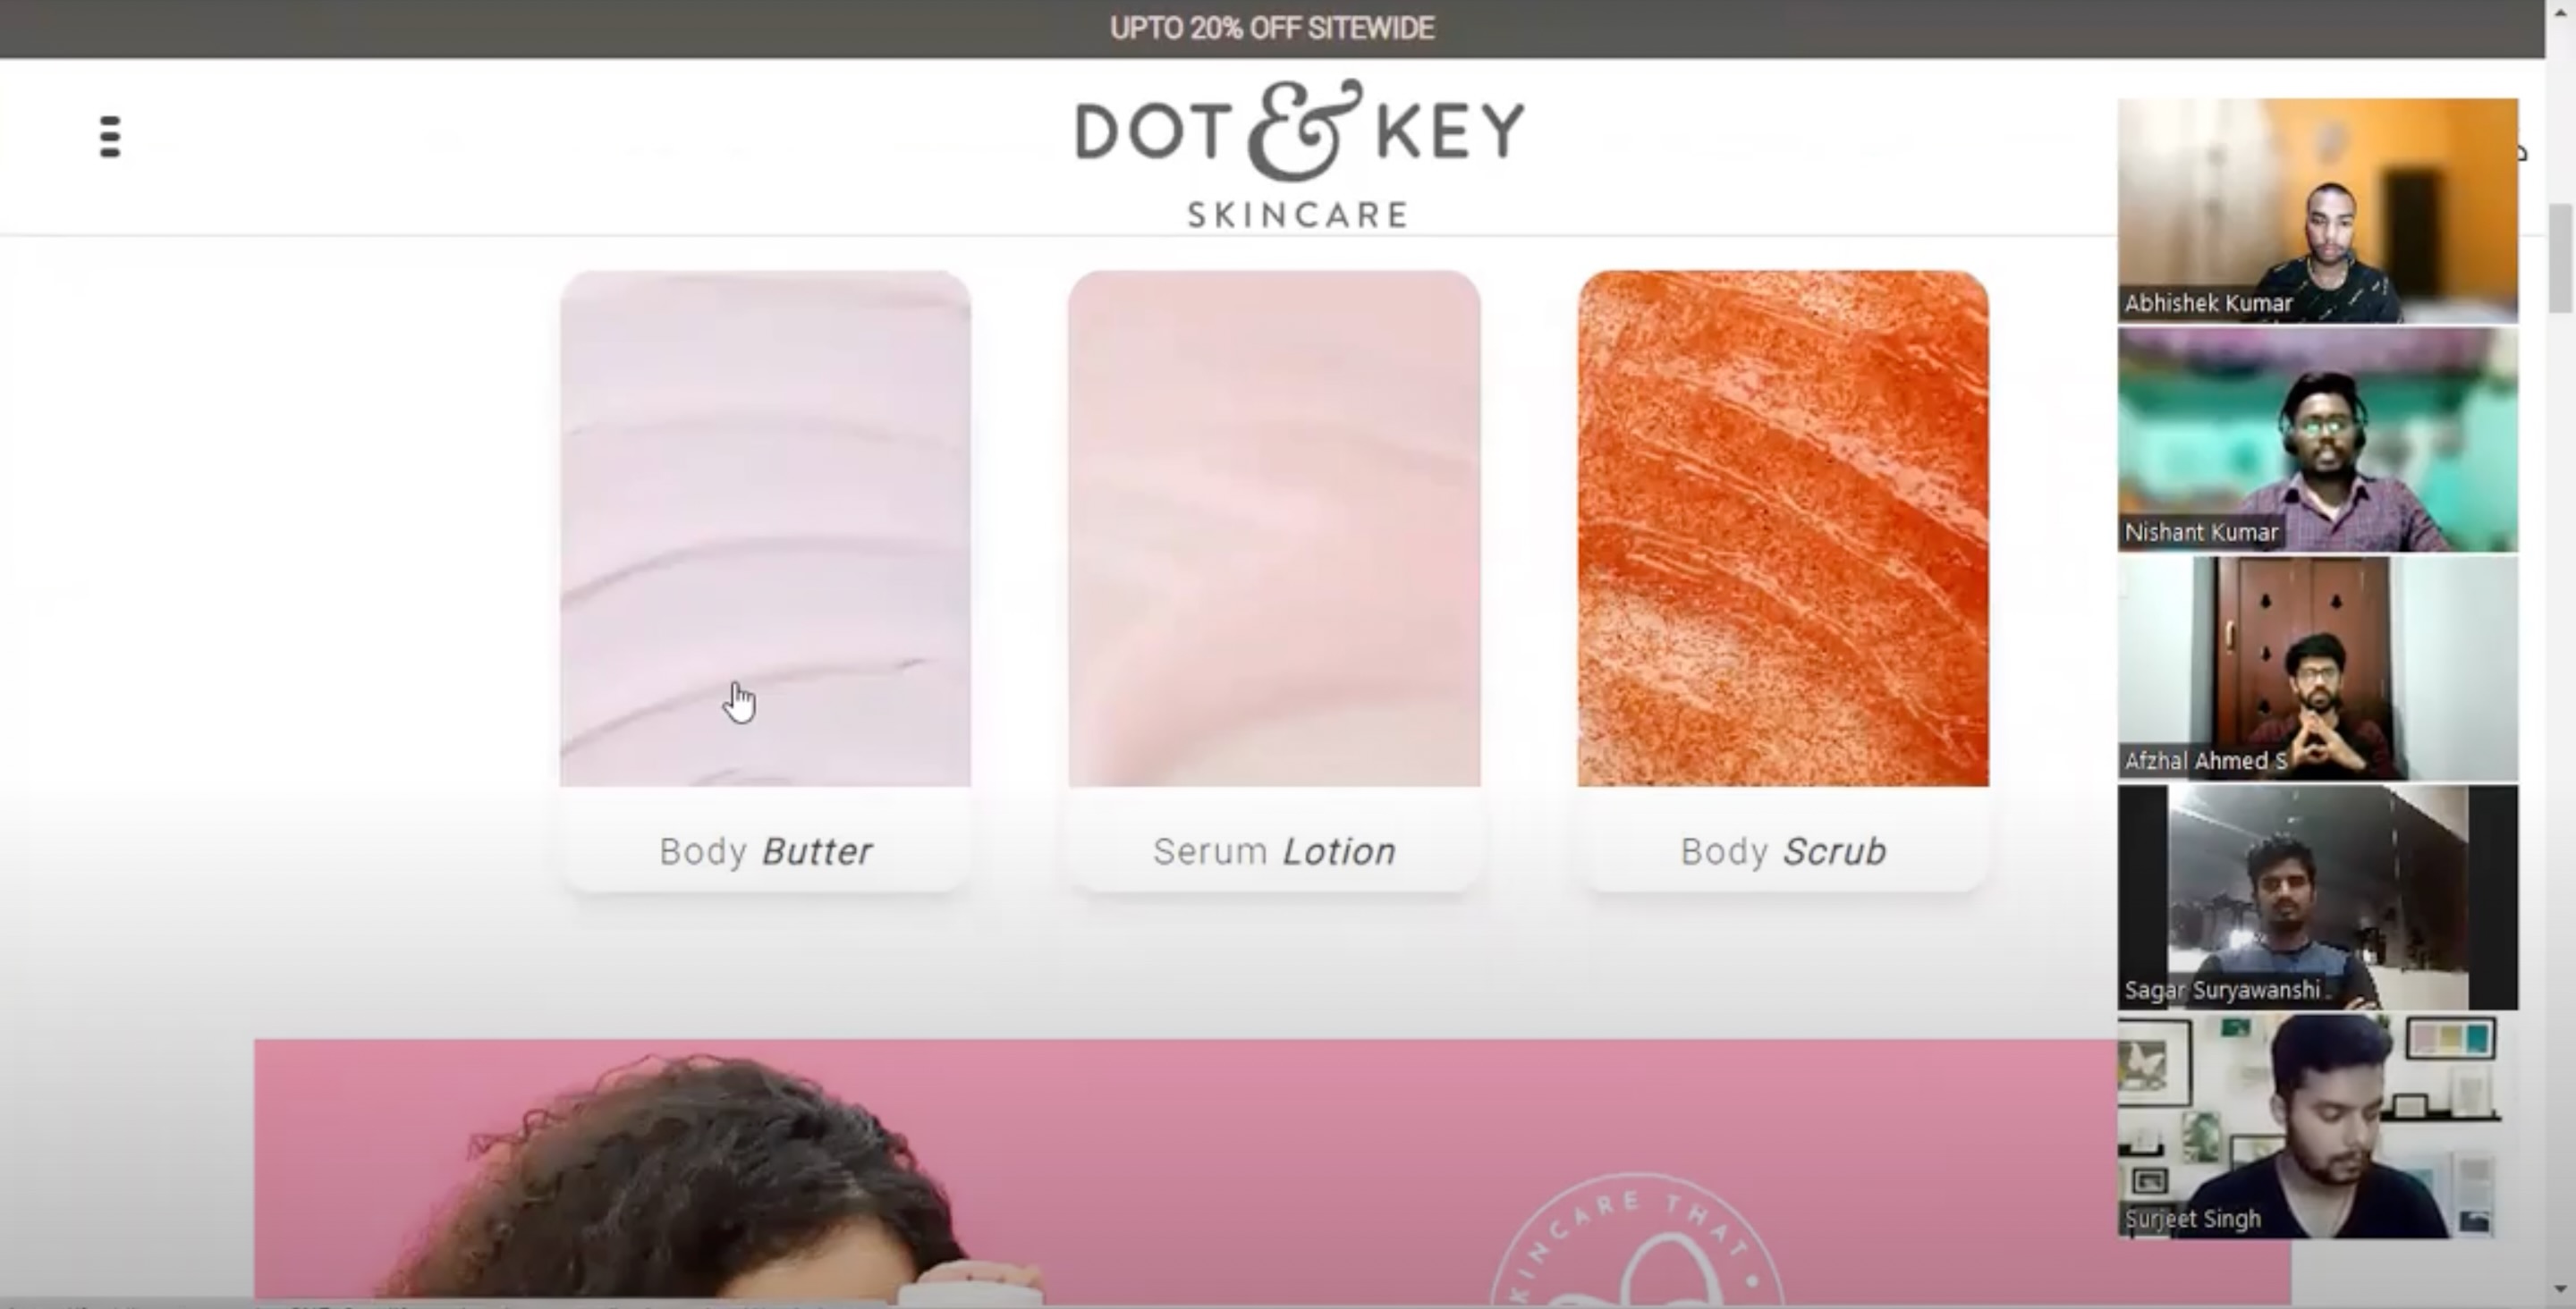 UPTO 20% OFF SITEWIDE
DOT & KEY
SKINCARE
Abhishek Kumar
Nishant Kumar
Afzhal Ahmed S
Body Butter
Serum Lotion
Body Scrub
Sagar Suryawanshi
Surjeet Singh
SKINCARE THAT